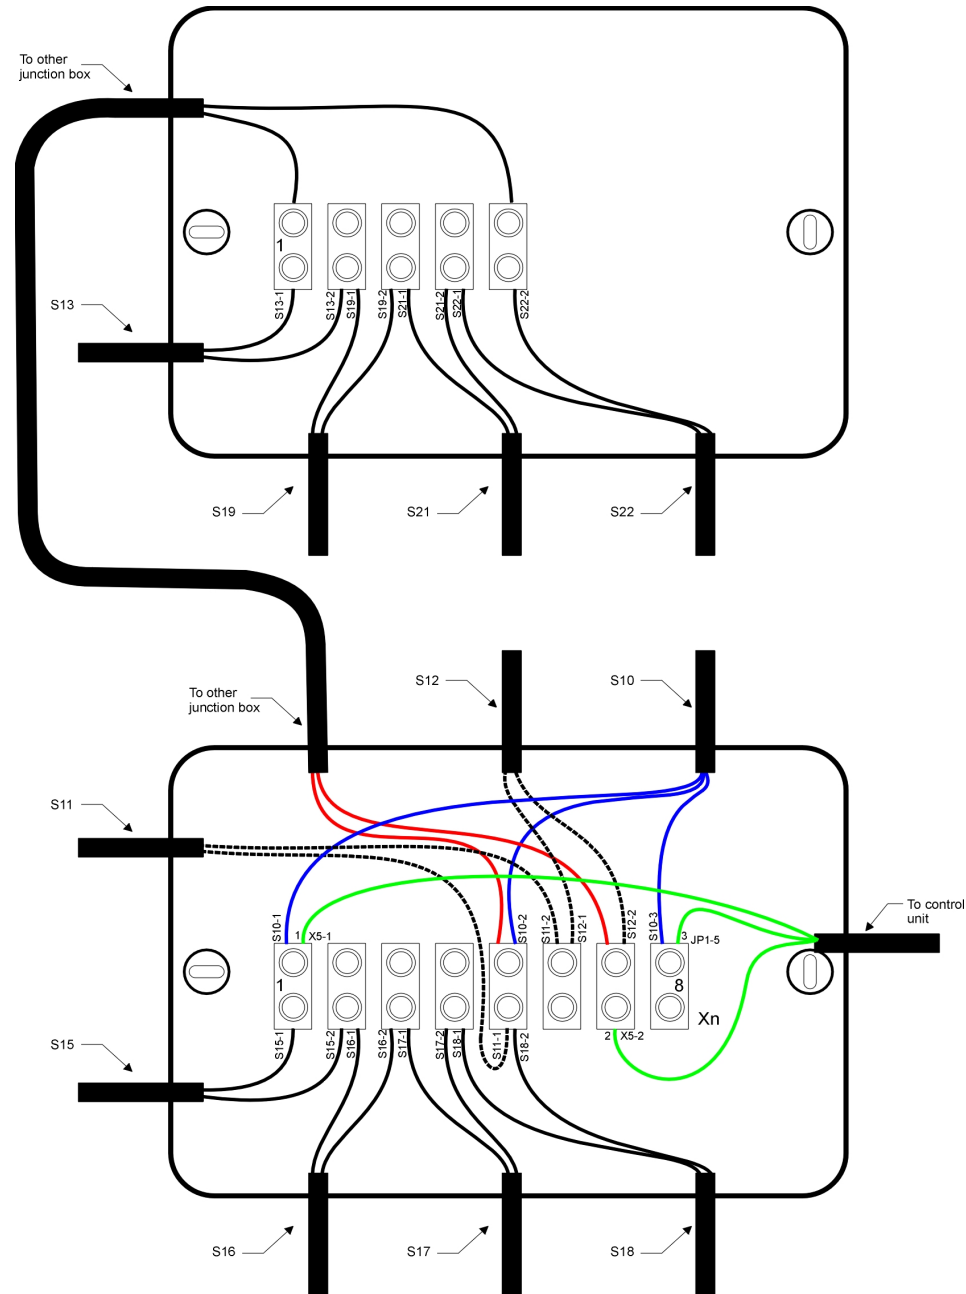 To other
junction box
1
S13-1
S13-2
S19-1
S19-2
S21-1
S21-2
S22-1
S22-2
S13
S19
S21
S22
S12
S10
To other
junction box
S11
S10-1
1
X5-1
S10-2
S11-2
S12-1
S12-2
S10-3
3
JP1-5
To control
unit
1
8
Xn
S15-1
S15-2
S16-1
S16-2
S17-1
S17-2
S18-1
S11-1
S18-2
2
X5-2
S15
S16
S17
S18